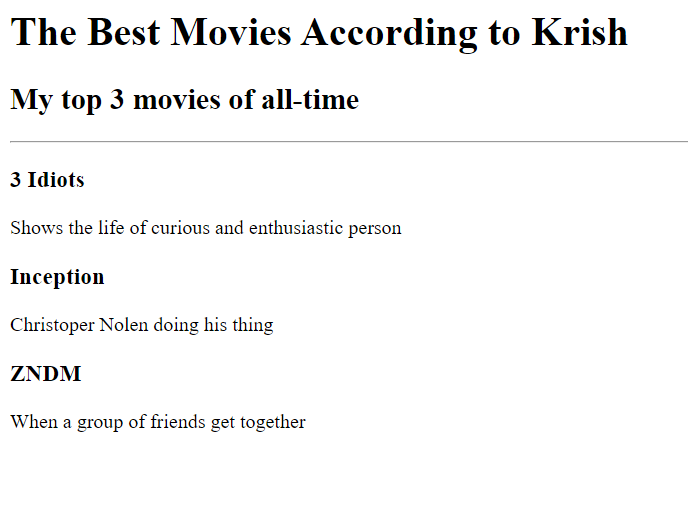 The Best Movies According to Krish
My top 3 movies of all-time
3 Idiots
Shows the life of curious and enthusiastic person
Inception
Christoper Nolen doing his thing
ZNDM
When a group of friends get together